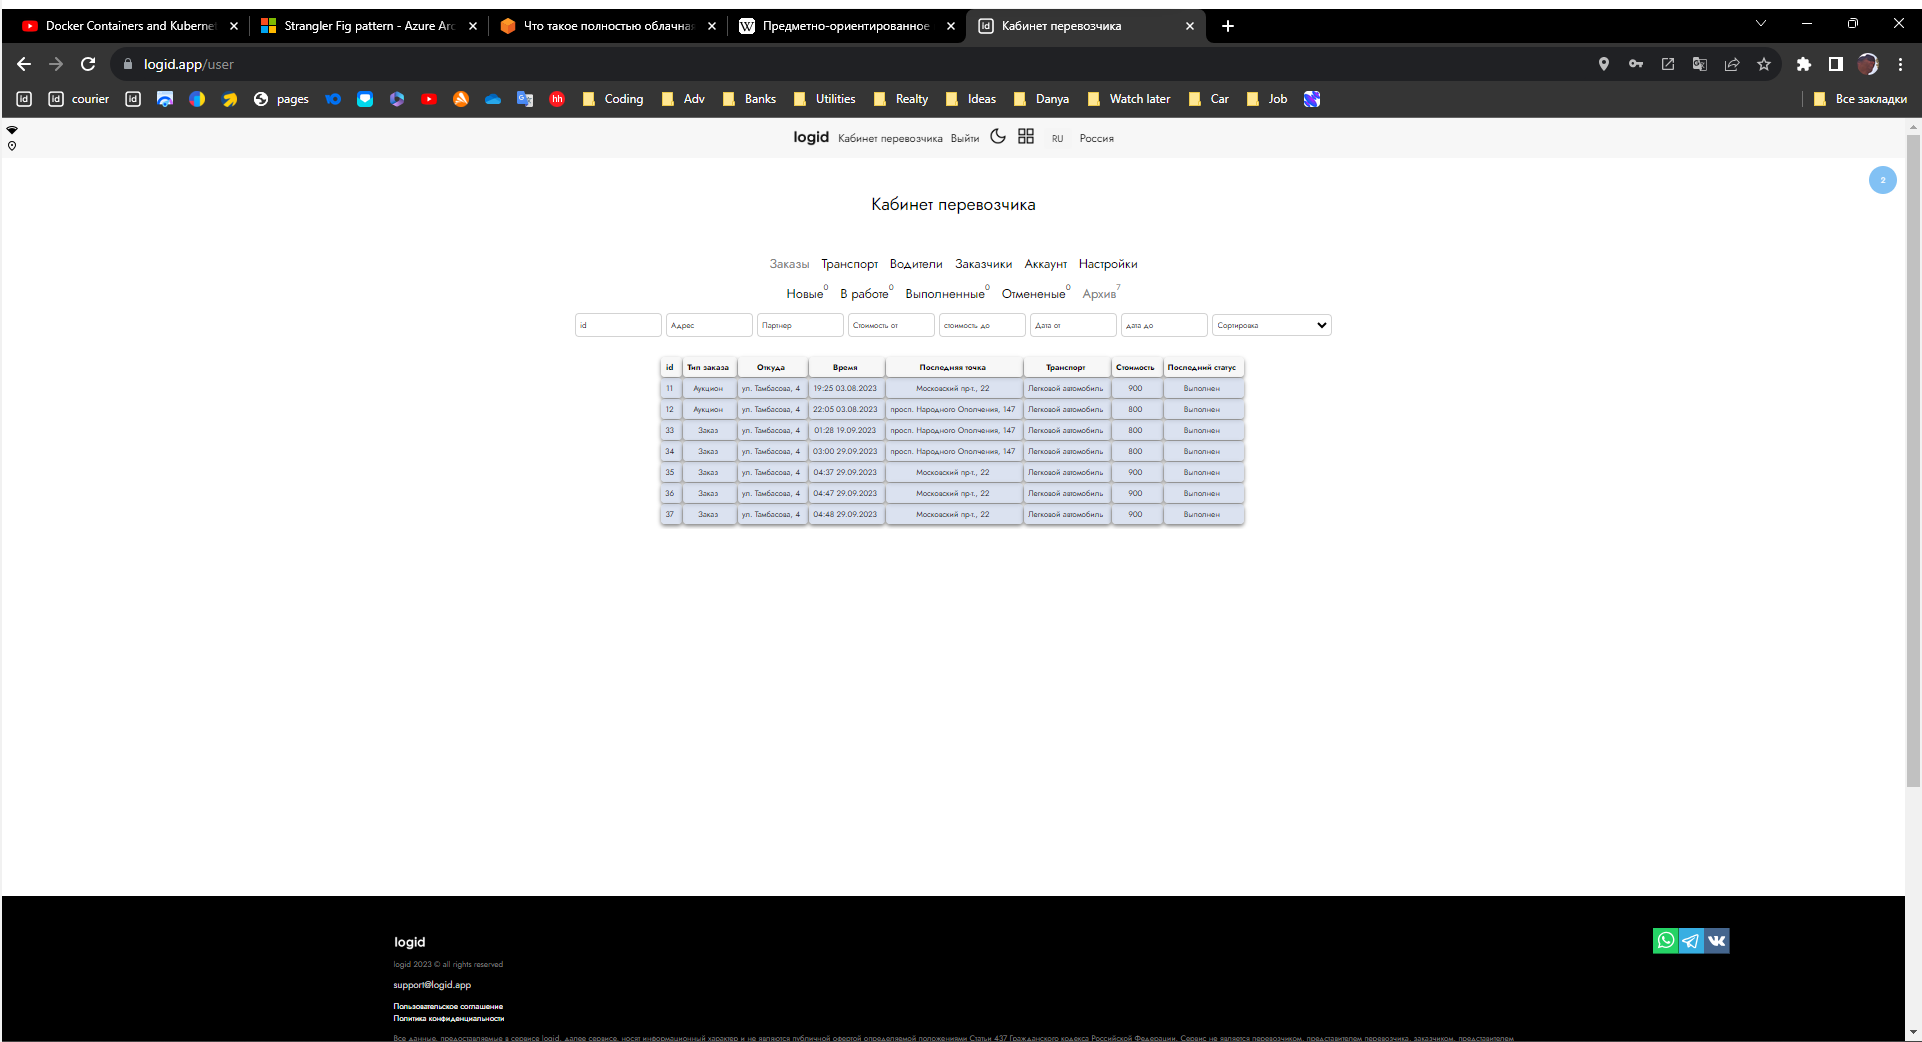 Docker Containers and Kubernet
Strangler Fig pattern - Azure Arc
Что такое полностью облачная
Предметно-ориентированное
Кабинет перевозчика
logid.app/user
courier pages Coding Adv Banks Utilities Realty Ideas Danya Watch later Car Job Все закладки
logid Кабинет перевозчика Выйти RU Россия
2
Кабинет перевозчика
Заказы Транспорт Водители Заказчики Аккаунт Настройки
Новые0 В работе0 Выполненные0 Отмененые0 Архив7
id Адрес Партнер Стоимость от стоимость до Дата от дата до Сортировка
id Тип заказа Откуда Время Последняя точка Транспорт Стоимость Последний статус
11 Аукцион ул. Тамбасова, 4 19:25 03.08.2023 Московский пр-т., 22 Легковой автомобиль 900 Выполнен
12 Аукцион ул. Тамбасова, 4 22:05 03.08.2023 просп. Народного Ополчения, 147 Легковой автомобиль 800 Выполнен
33 Заказ ул. Тамбасова, 4 01:28 19.09.2023 просп. Народного Ополчения, 147 Легковой автомобиль 800 Выполнен
34 Заказ ул. Тамбасова, 4 03:00 29.09.2023 просп. Народного Ополчения, 147 Легковой автомобиль 800 Выполнен
35 Заказ ул. Тамбасова, 4 04:37 29.09.2023 Московский пр-т., 22 Легковой автомобиль 900 Выполнен
36 Заказ ул. Тамбасова, 4 04:47 29.09.2023 Московский пр-т., 22 Легковой автомобиль 900 Выполнен
37 Заказ ул. Тамбасова, 4 04:48 29.09.2023 Московский пр-т., 22 Легковой автомобиль 900 Выполнен
logid
logid 2023 © all rights reserved
support@logid.app
Пользовательское соглашение
Политика конфиденциальности
Все данные, предоставляемые в сервисе logid, далее сервисе, носят информационный характер и не являются публичной офертой определяемой положениями Статьи 437 Гражданского кодекса Российской Федерации. Сервис не является перевозчиком, представителем перевозчика, заказчиком, представителем